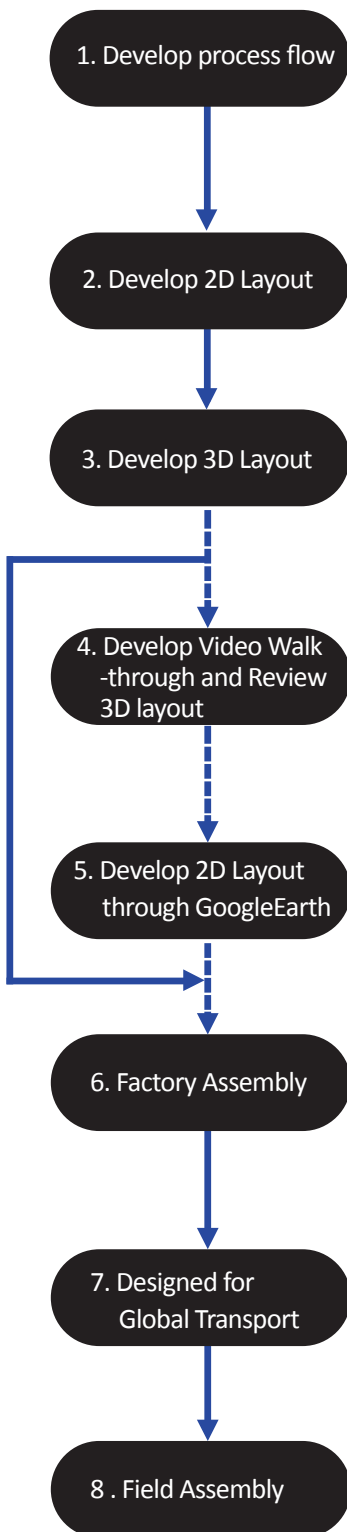 1. Develop process flow
2. Develop 2D Layout
3. Develop 3D Layout
4. Develop Video Walk
-through and Review
3D layout
5. Develop 2D Layout
through GoogleEarth
6. Factory Assembly
7. Designed for
Global Transport
8 . Field Assembly